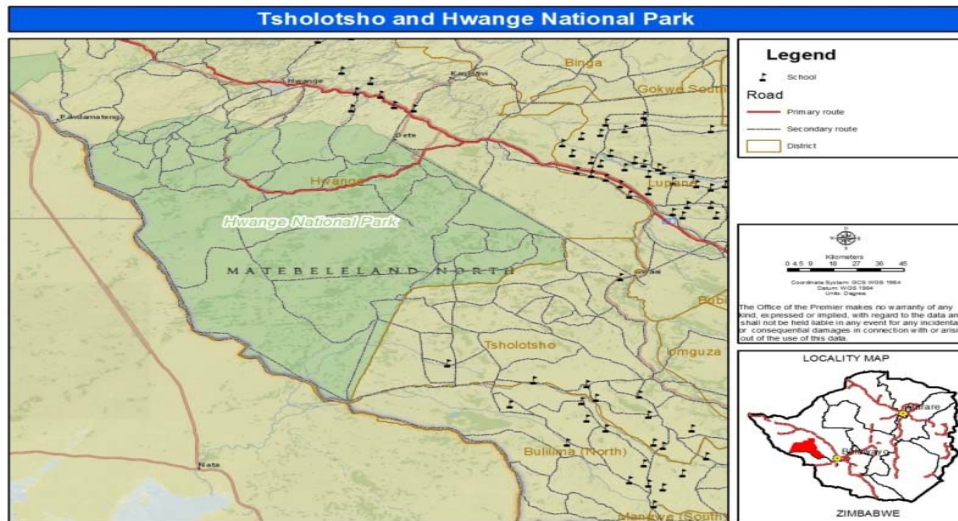 Tsholotsho and Hwange National Park
Binga
Gokwe South
Hwange
Dete
Hwange
Lupane
Hwange National Park
MATEBELELAND NORTH
Tsholotsho
Nata
Bulilima (North)
Mangwe (South)
Legend
School
Road
Primary route
Secondary route
District
Kilometers
0 4.5 9 18 27 36 45
Coordinate System: GCS WGS 1984
Datum: WGS 1984
Units: Degree
The Office of the Premier makes no warranty of any
kind, expressed or implied, with regard to the data an
shall not be held liable in any event for any incidenta
or consequential damages in connection with or arisi
out of the use of this data.
LOCALITY MAP
ZIMBABWE